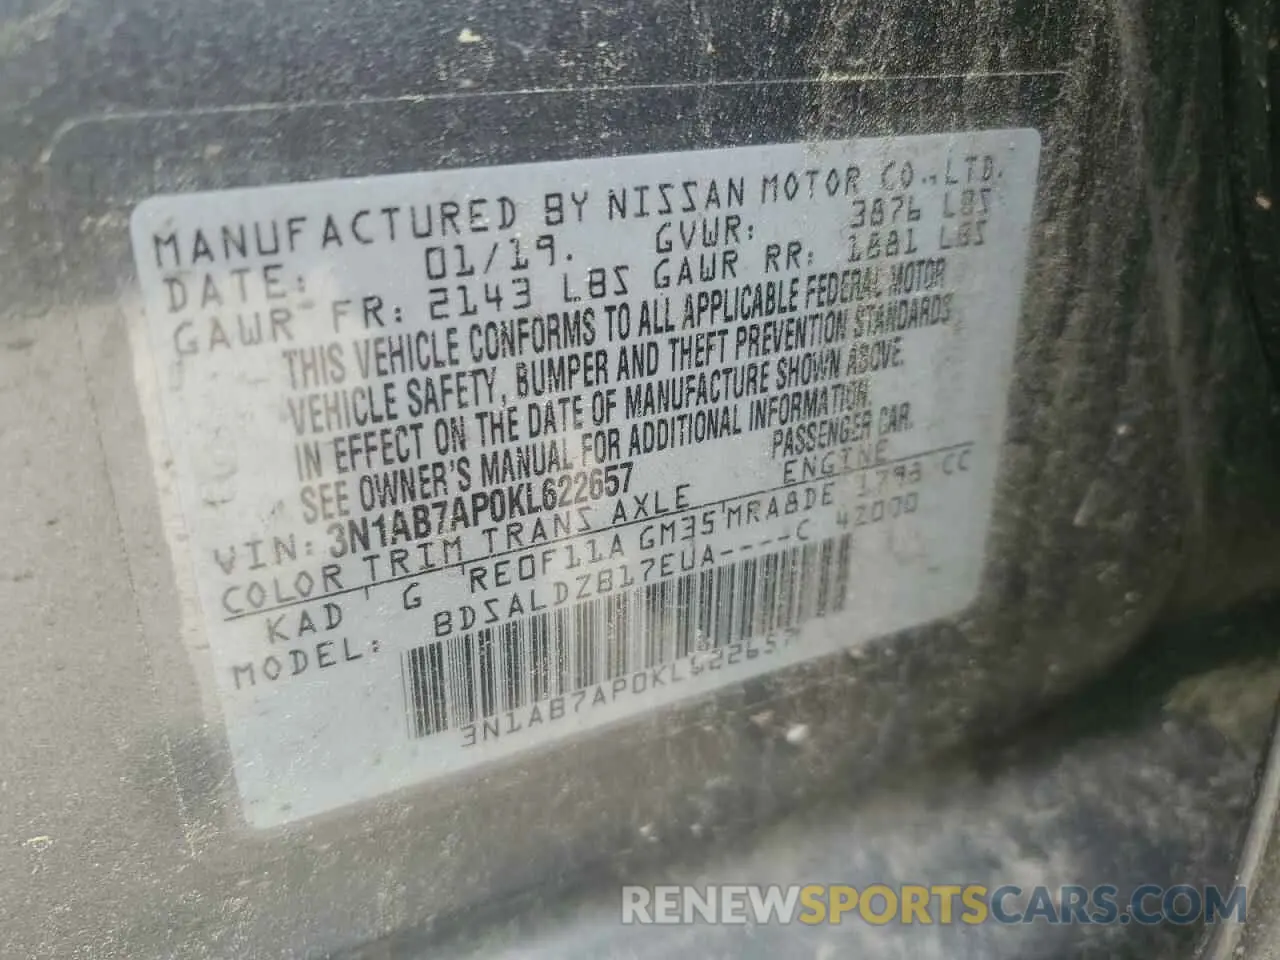 MANUFACTURED BY NISSAN MOTOR CO., LTD.
DATE: 01/19. GVWR: 3876 LBS
GAWR FR: 2143 LBS GAWR RR: 1881 LBS
THIS VEHICLE CONFORMS TO ALL APPLICABLE FEDERAL MOTOR
VEHICLE SAFETY, BUMPER AND THEFT PREVENTION STANDARDS
IN EFFECT ON THE DATE OF MANUFACTURE SHOWN ABOVE.
SEE OWNER'S MANUAL FOR ADDITIONAL INFORMATION.
VIN: 3N1AB7AP0KL622657 PASSENGER CAR.
COLOR TRIM TRANS AXLE ENGINE
KAD G RE0F11A GM35 MRA8DE 1798 CC
MODEL: BDSALDZB17EUA----C 42000
3N1AB7AP0KL622657
RENEWSPORTSCARS.COM